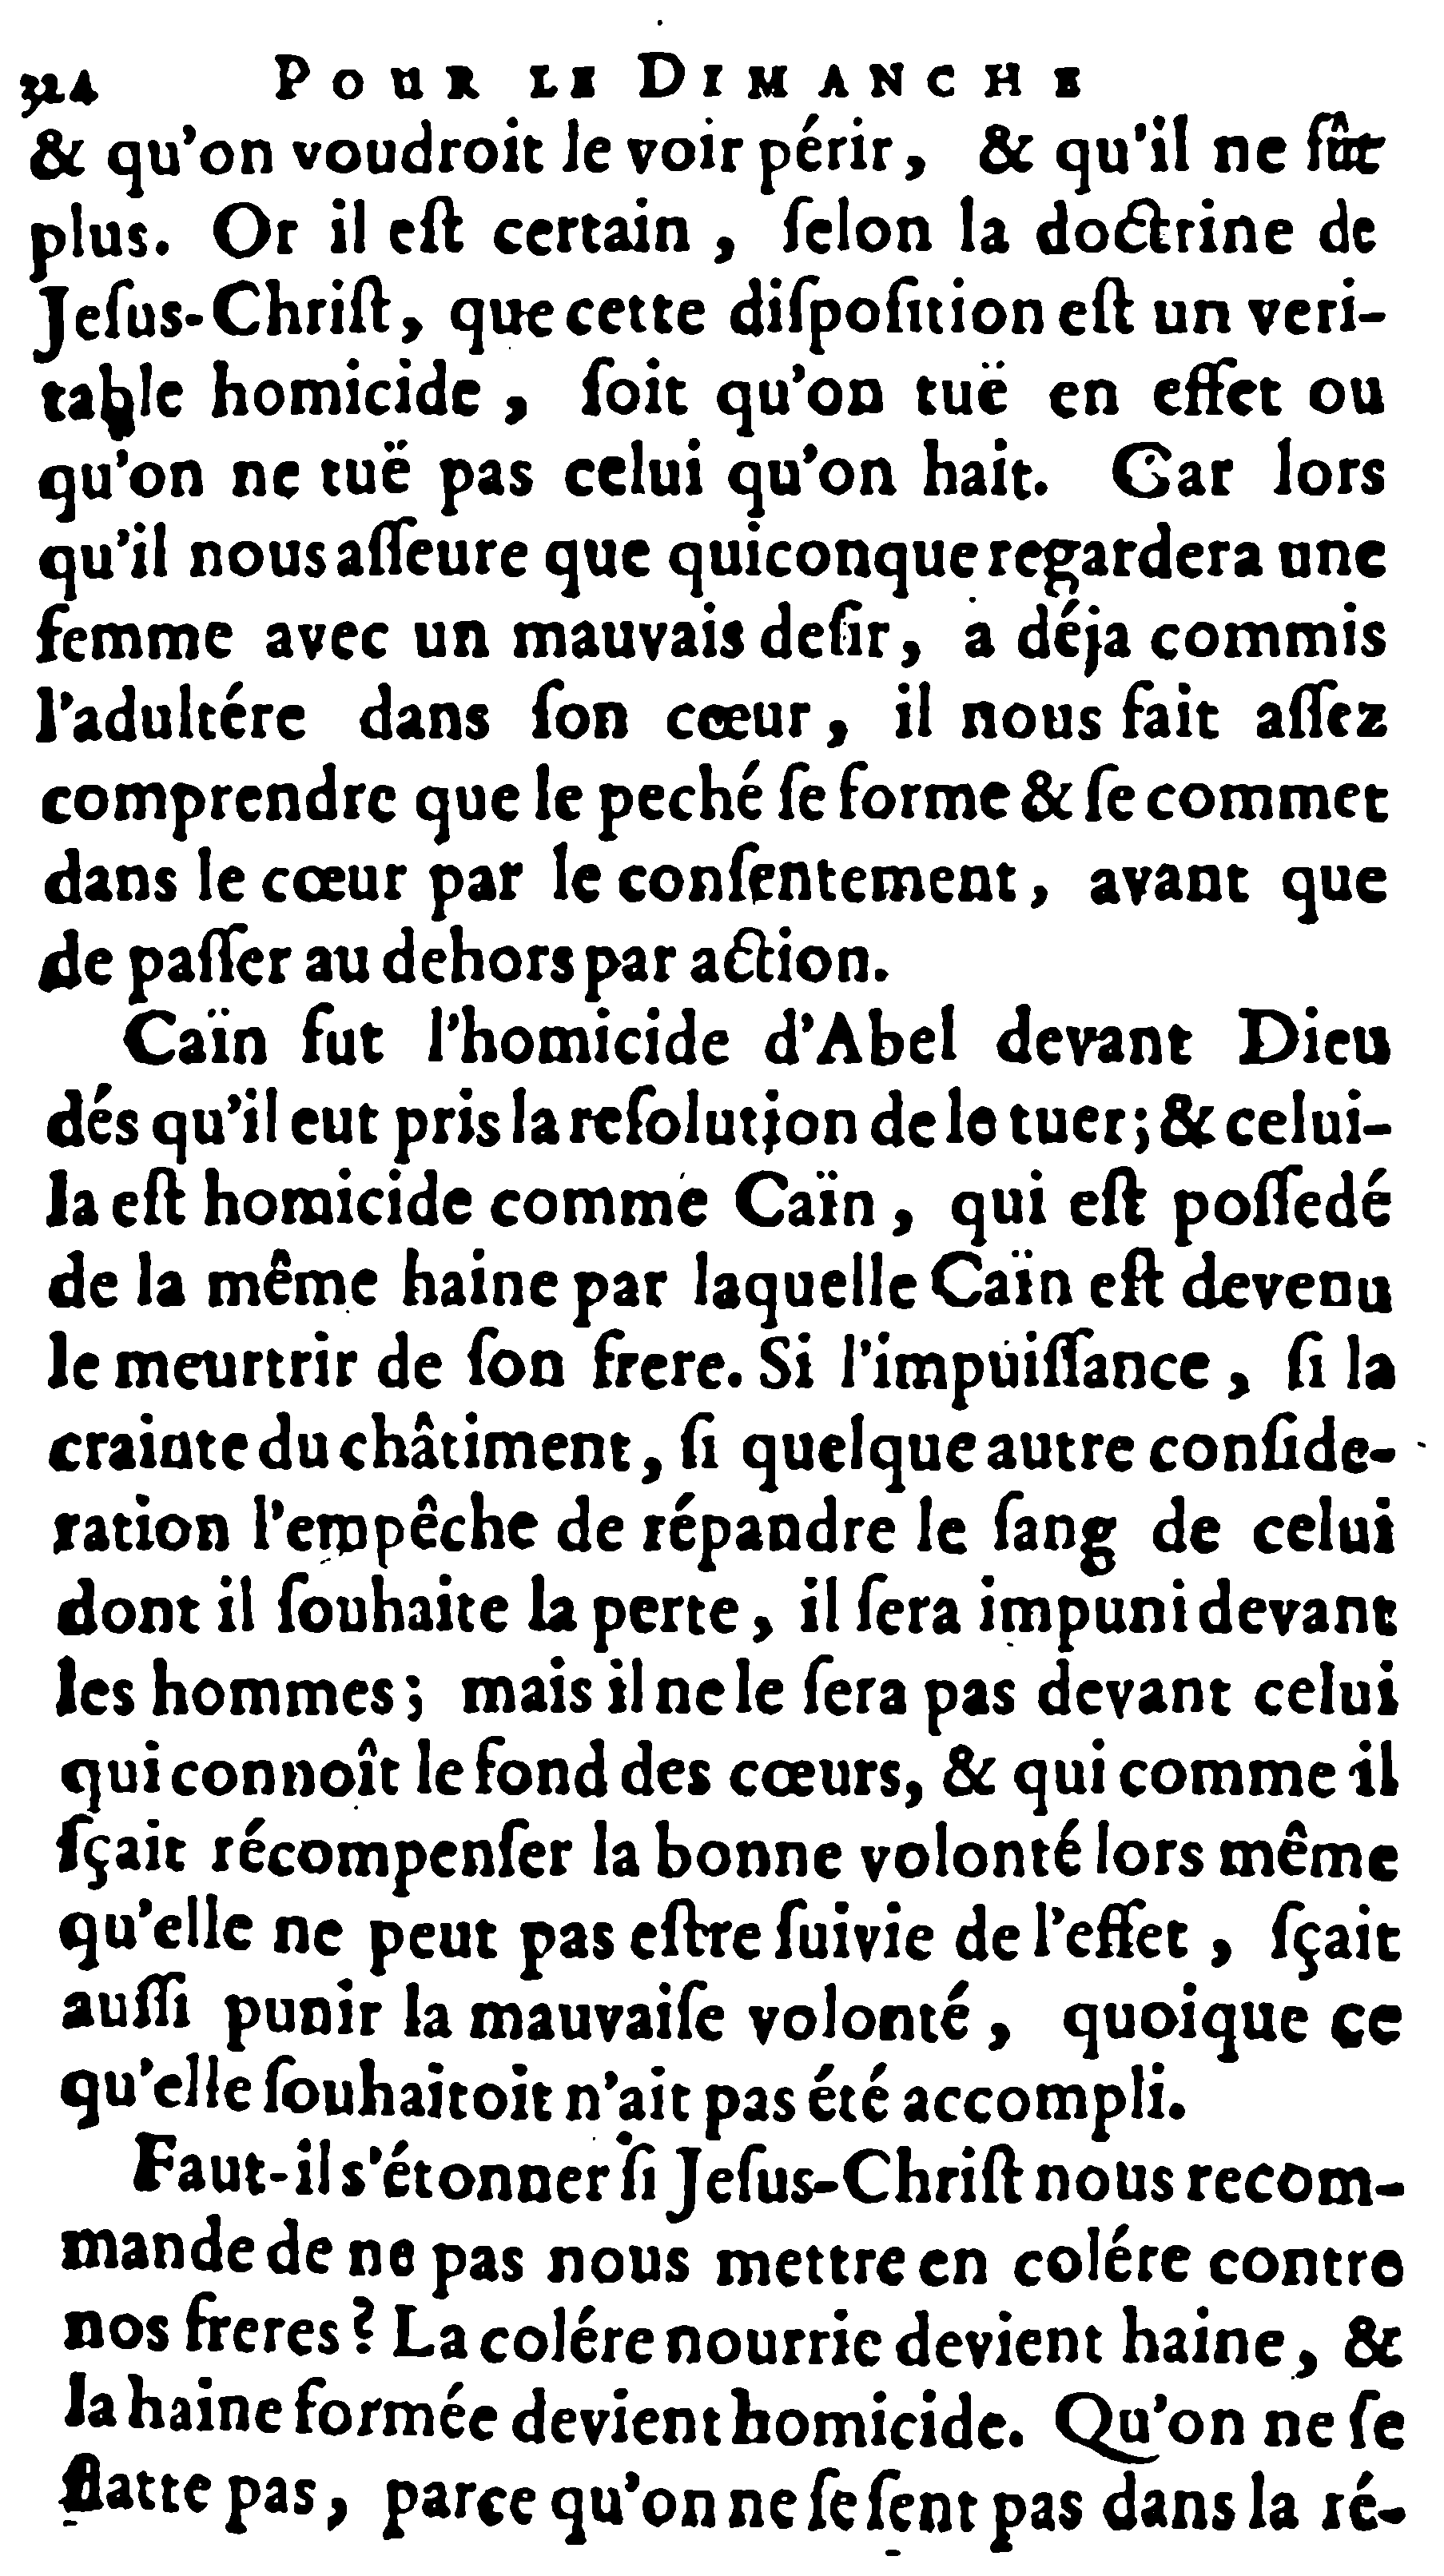 324 POUR LE DIMANCHE
& qu'on voudroit le voir périr, & qu'il ne fût
plus. Or il eſt certain, ſelon la doctrine de
Jeſus-Chriſt, que cette diſpoſition eſt un veri-
table homicide, ſoit qu'on tuë en effet ou
qu'on ne tuë pas celui qu'on hait. Car lors
qu'il nous aſſeure que quiconque regardera une
femme avec un mauvais deſir, a déja commis
l'adultére dans ſon cœur, il nous fait aſſez
comprendre que le peché ſe forme & ſe commet
dans le cœur par le conſentement, avant que
de paſſer au dehors par action.
Caïn fut l'homicide d'Abel devant Dieu
dés qu'il eut pris la reſolution de le tuer; & celui-
la eſt homicide comme Caïn, qui eſt poſſedé
de la même haine par laquelle Caïn eſt devenu
le meurtrir de ſon frere. Si l'impuiſſance, ſi la
crainte du châtiment, ſi quelque autre conſide-
ration l'empêche de répandre le ſang de celui
dont il ſouhaite la perte, il ſera impuni devant
les hommes; mais il ne le ſera pas devant celui
qui connoît le fond des cœurs, & qui comme il
ſçait récompenſer la bonne volonté lors même
qu'elle ne peut pas eſtre ſuivie de l'effet, ſçait
auſſi punir la mauvaiſe volonté, quoique ce
qu'elle ſouhaitoit n'ait pas été accompli.
Faut-il s'étonner ſi Jeſus-Chriſt nous recom-
mande de ne pas nous mettre en colére contre
nos freres? La colére nourrie devient haine, &
la haine formée devient homicide. Qu'on ne ſe
flatte pas, parce qu'on ne ſe ſent pas dans la ré-